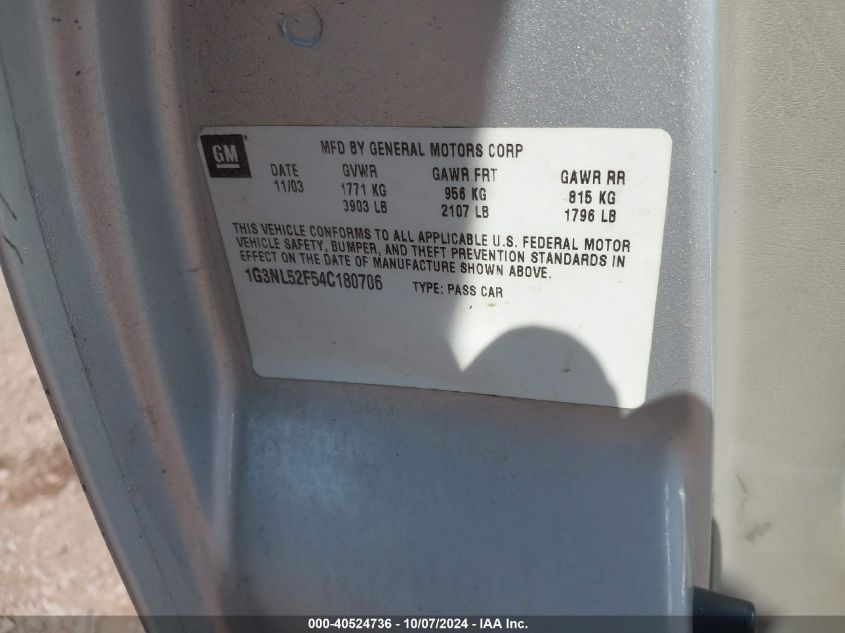 GM
MFD BY GENERAL MOTORS CORP
DATE GVWR GAWR FRT GAWR RR
11/03 1771 KG 956 KG 815 KG
3903 LB 2107 LB 1796 LB
THIS VEHICLE CONFORMS TO ALL APPLICABLE U.S. FEDERAL MOTOR
VEHICLE SAFETY, BUMPER, AND THEFT PREVENTION STANDARDS IN
EFFECT ON THE DATE OF MANUFACTURE SHOWN ABOVE.
1G3NL52F54C180706 TYPE: PASS CAR
000-40524736 - 10/07/2024 - IAA Inc.